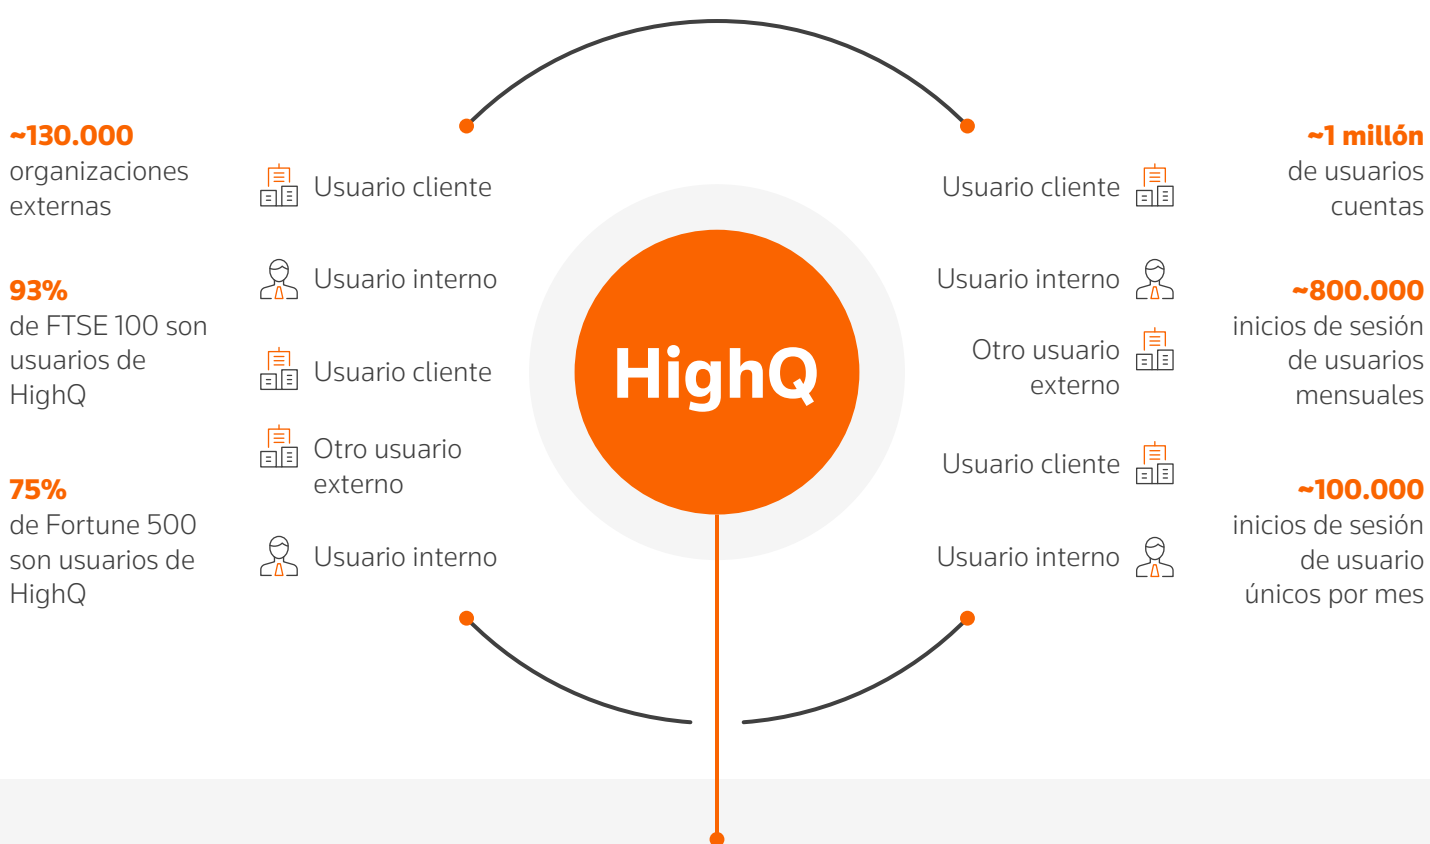 ~130.000
organizaciones
externas
93%
de FTSE 100 son
usuarios de
HighQ
75%
de Fortune 500
son usuarios de
HighQ
Usuario cliente
Usuario interno
Usuario cliente
Otro usuario
externo
Usuario interno
HighQ
Usuario cliente
Usuario interno
Otro usuario
externo
Usuario cliente
Usuario interno
~1 millón
de usuarios
cuentas
~800.000
inicios de sesión
de usuarios
mensuales
~100.000
inicios de sesión
de usuario
únicos por mes